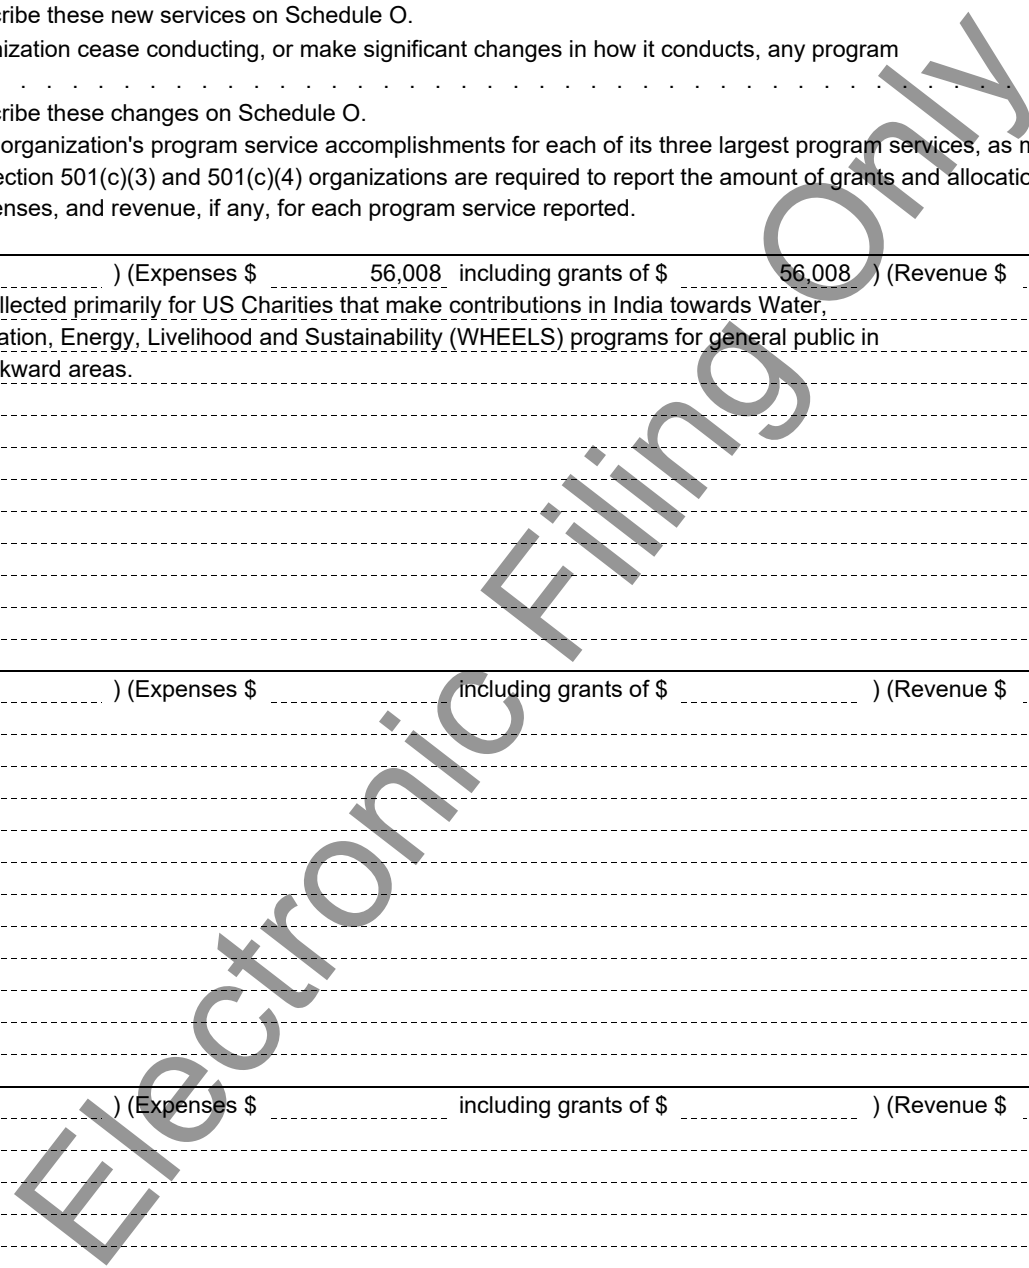 ribe these new services on Schedule O.
ization cease conducting, or make significant changes in how it conducts, any program
. . . . . . . . . . . . . . . . . . . . . . . . . . . . . . . . . . . . . . .
ribe these changes on Schedule O.
organization's program service accomplishments for each of its three largest program services, as
ection 501(c)(3) and 501(c)(4) organizations are required to report the amount of grants and allocatio
enses, and revenue, if any, for each program service reported.
) (Expenses $ 56,008 including grants of $ 56,008 ) (Revenue $
llected primarily for US Charities that make contributions in India towards Water,
ation, Energy, Livelihood and Sustainability (WHEELS) programs for general public in
kward areas.
) (Expenses $ including grants of $ ) (Revenue $
) (Expenses $ including grants of $ ) (Revenue $
Electronic Filing Only